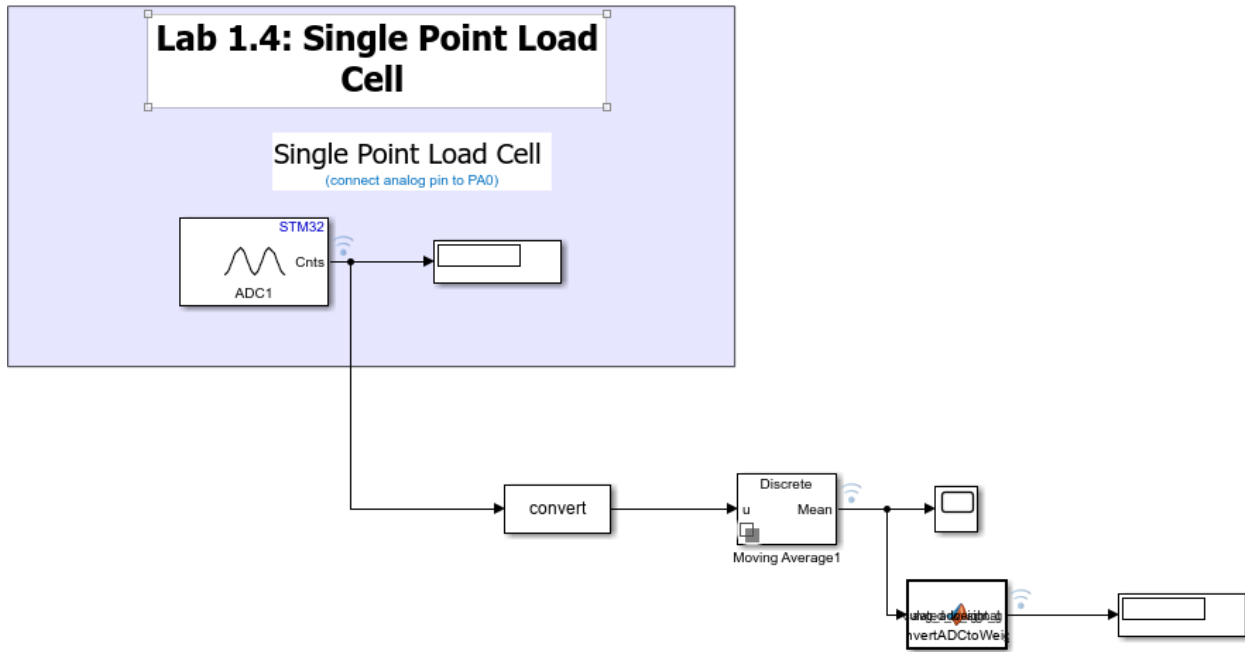 Lab 1.4: Single Point Load
Cell
Single Point Load Cell
(connect analog pin to PA0)
STM32
Cnts
ADC1
convert
Discrete
u
Mean
Moving Average1
nvertADCtoWeig